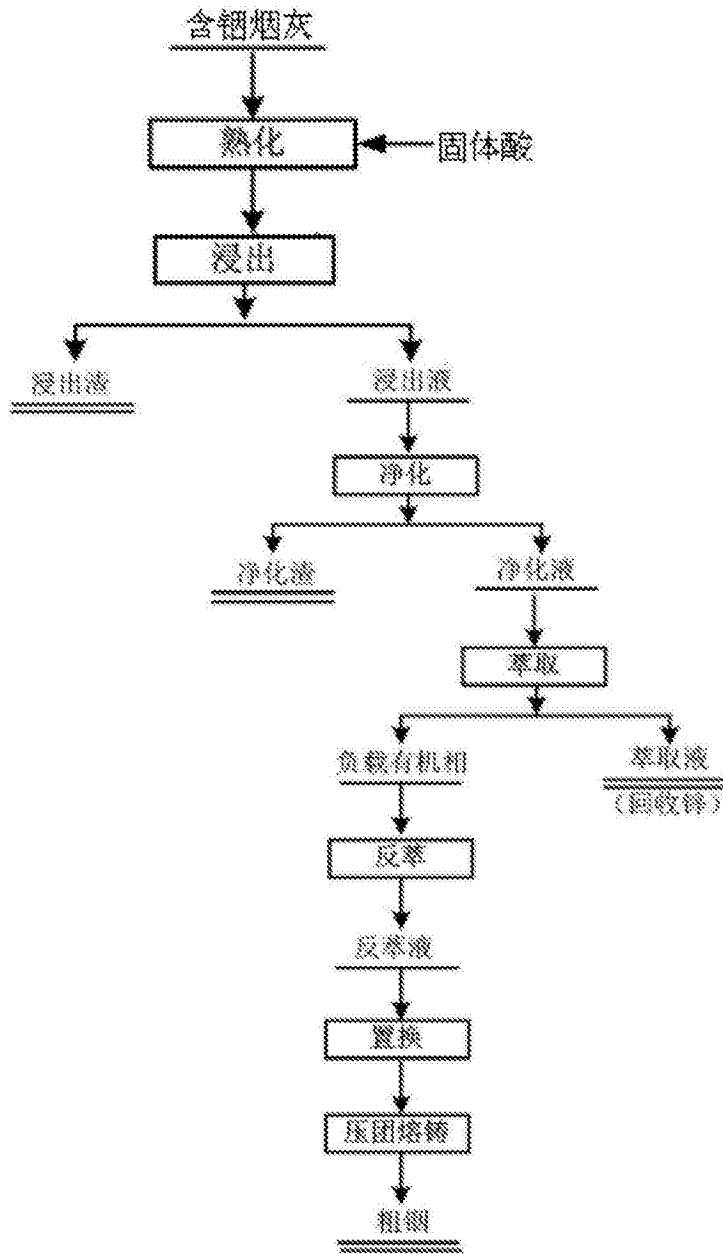 含铟烟灰
熟化
固体酸
浸出
浸出渣
浸出液
净化
净化渣
净化液
萃取
负载有机相
萃取液
(回收锌)
反萃
反萃液
置换
压团熔铸
粗铟